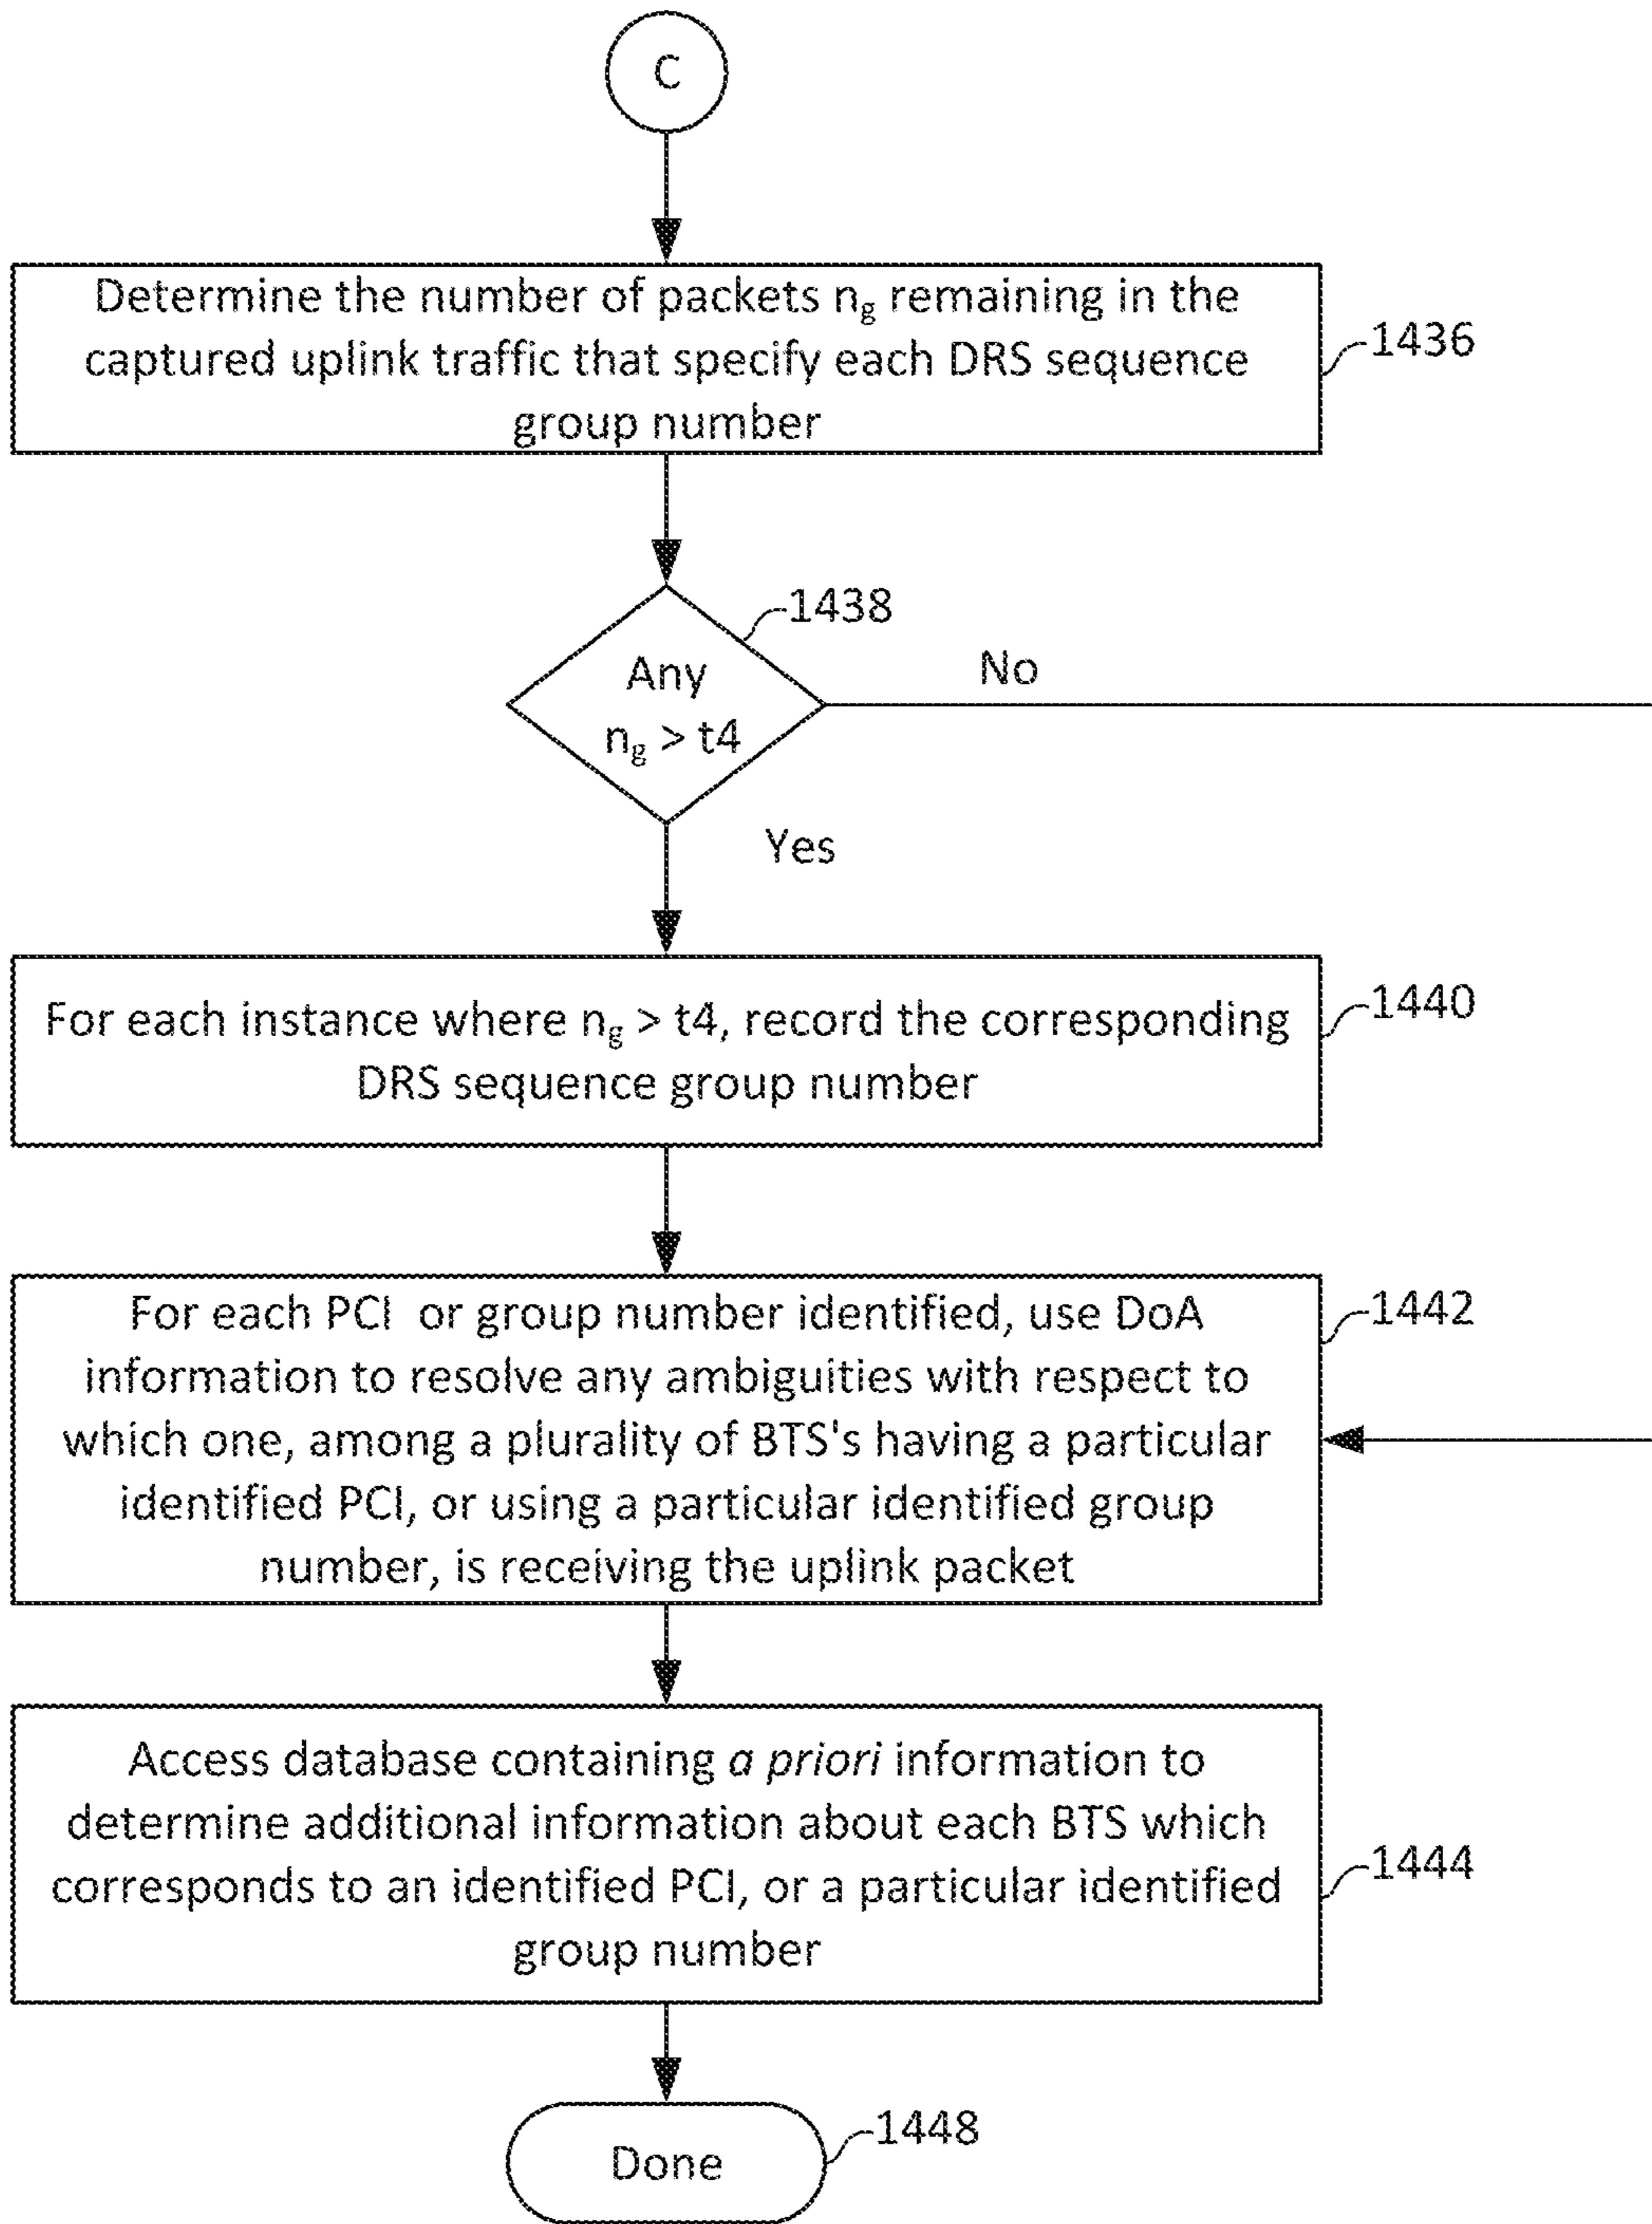 C
Determine the number of packets ng remaining in the
captured uplink traffic that specify each DRS sequence
group number
1436
1438
Any
ng > t4
No
Yes
For each instance where ng > t4, record the corresponding
DRS sequence group number
1440
For each PCI or group number identified, use DoA
information to resolve any ambiguities with respect to
which one, among a plurality of BTS's having a particular
identified PCI, or using a particular identified group
number, is receiving the uplink packet
1442
Access database containing a priori information to
determine additional information about each BTS which
corresponds to an identified PCI, or a particular identified
group number
1444
Done
1448